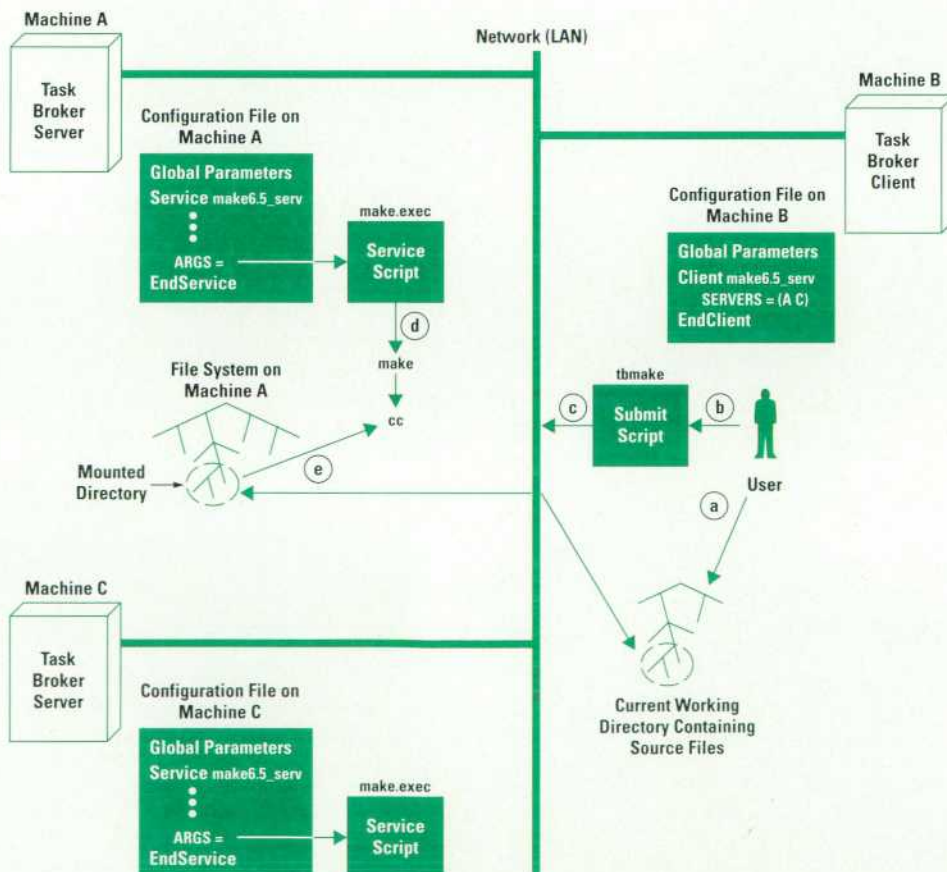 Machine A
Task
Broker
Server
Network (LAN)
Configuration File on
Machine A
Global Parameters
Service make6.5_serv
ARGS =
EndService
make.exec
Service
Script
d
make
cc
File System on
Machine A
Mounted
Directory
e
Machine B
Task
Broker
Client
Configuration File on
Machine B
Global Parameters
Client make6.5_serv
SERVERS = (A C)
EndClient
tbmake
Submit
Script
c
b
User
a
Current Working
Directory Containing
Source Files
Machine C
Task
Broker
Server
Configuration File on
Machine C
Global Parameters
Service make6.5_serv
ARGS =
EndService
make.exec
Service
Script